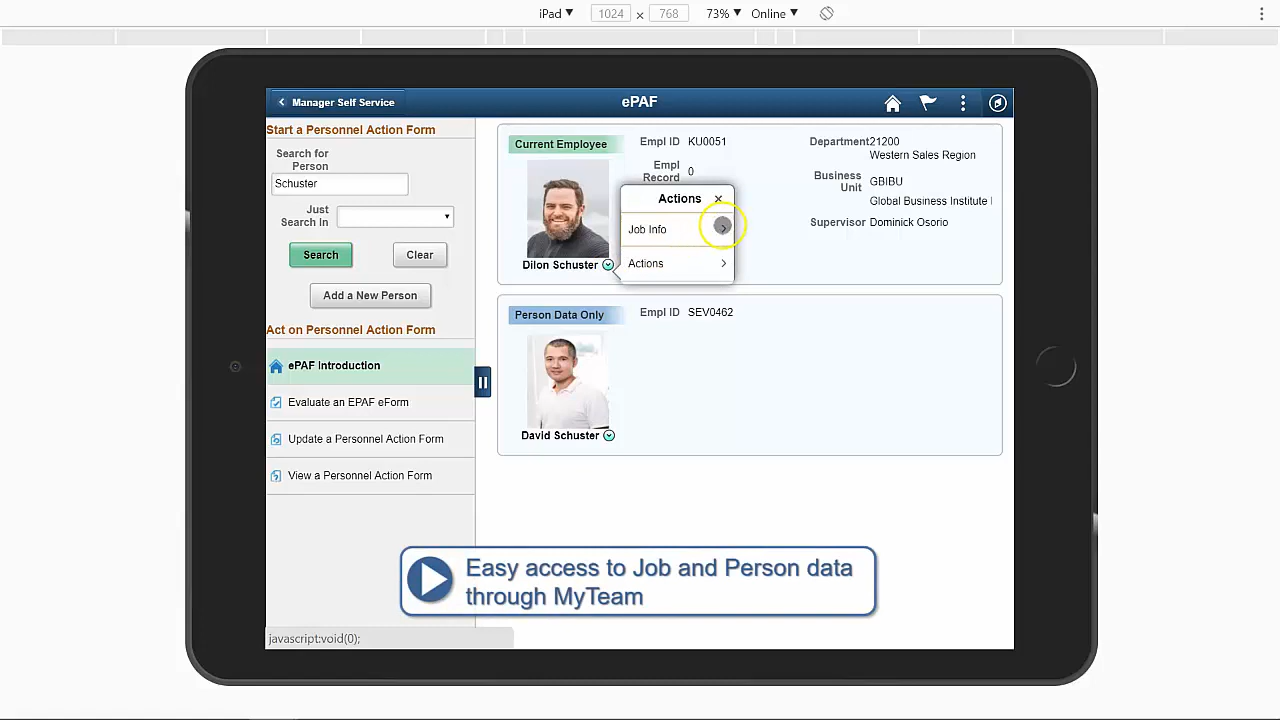 iPad ▼ 1024 x 768 73% ▼ Online ▼
Manager Self Service
ePAF
Start a Personnel Action Form
Search for
Person
Schuster
Just
Search In
Search
Clear
Add a New Person
Act on Personnel Action Form
ePAF Introduction
Evaluate an EPAF eForm
Update a Personnel Action Form
View a Personnel Action Form
Current Employee
Dilon Schuster
Empl ID KU0051
Empl
Record 0
Department 21200
Western Sales Region
Business
Unit GBIBU
Global Business Institute
Supervisor Dominick Osorio
Actions ×
Job Info
Actions
Person Data Only
Empl ID SEV0462
David Schuster
Easy access to Job and Person data
through MyTeam
javascript:void(0);